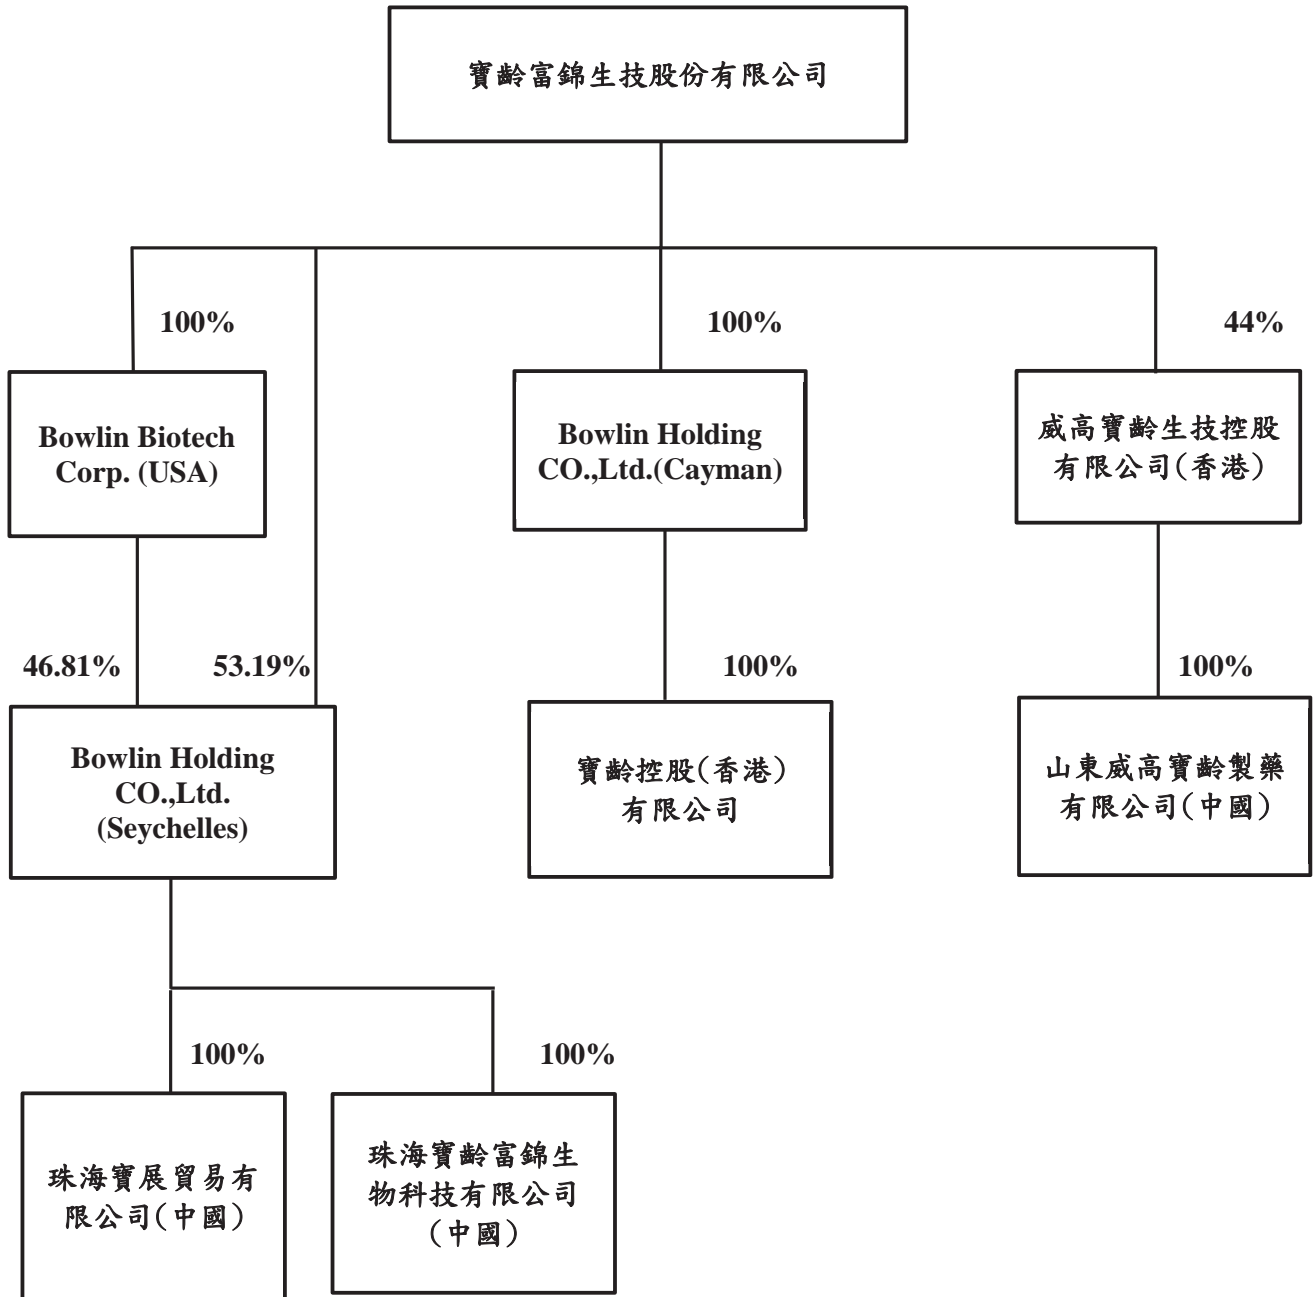 寶齡富錦生技股份有限公司
100%
100%
44%
Bowlin Biotech
Corp. (USA)
Bowlin Holding
CO.,Ltd.(Cayman)
威高寶齡生技控股
有限公司(香港)
46.81%
53.19%
100%
100%
Bowlin Holding
CO.,Ltd.
(Seychelles)
寶齡控股(香港)
有限公司
山東威高寶齡製藥
有限公司(中國)
100%
100%
珠海寶展貿易有
限公司(中國)
珠海寶齡富錦生
物科技有限公司
(中國)